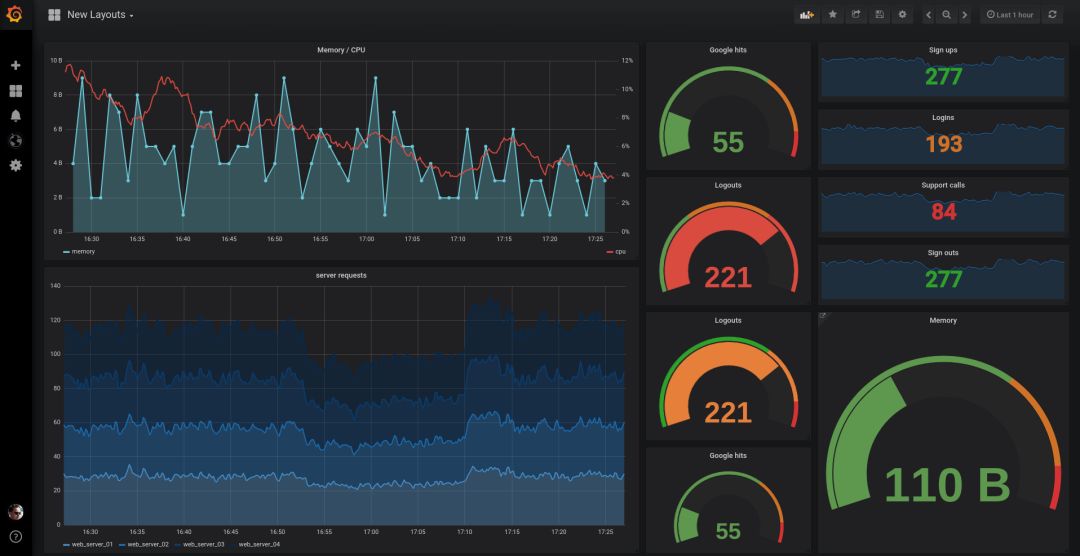 New Layouts
Last 1 hour
Memory / CPU
10 B
8 B
6 B
4 B
2 B
0 B
12%
10%
8%
6%
4%
2%
0%
16:30 16:35 16:40 16:45 16:50 16:55 17:00 17:05 17:10 17:15 17:20 17:25
memory cpu
server requests
140
120
100
80
60
40
20
0
16:30 16:35 16:40 16:45 16:50 16:55 17:00 17:05 17:10 17:15 17:20 17:25
web_server_01 web_server_02 web_server_03 web_server_04
Google hits
55
Logouts
221
Logouts
221
Google hits
55
Sign ups
277
Logins
193
Support calls
84
Sign outs
277
Memory
110 B
?